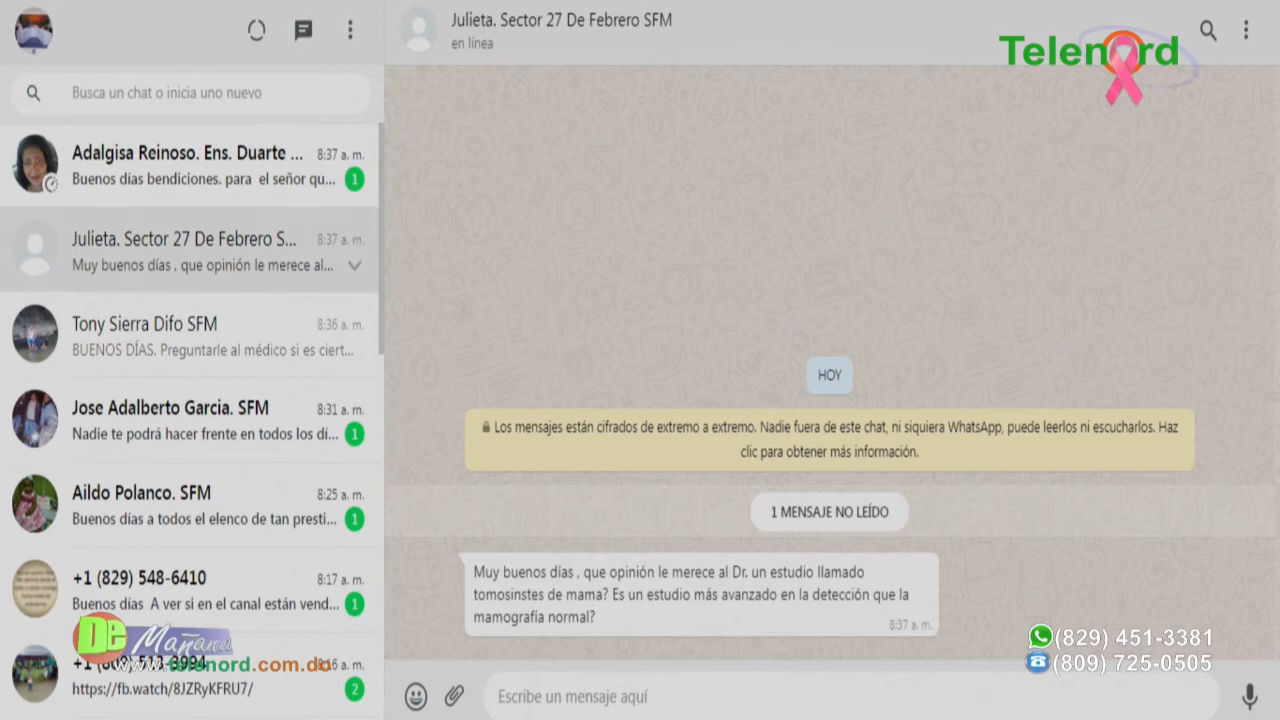 Busca un chat o inicia uno nuevo
Adalgisa Reinoso. Ens. Duarte ...
8:37 a. m.
Buenos días bendiciones. para el señor qu...
1
Julieta. Sector 27 De Febrero S...
8:37 a. m.
Muy buenos días , que opinión le merece al...
Tony Sierra Difo SFM
8:36 a. m.
BUENOS DÍAS. Preguntarle al médico si es ciert...
Jose Adalberto Garcia. SFM
8:31 a. m.
Nadie te podrá hacer frente en todos los dí...
1
Aildo Polanco. SFM
8:25 a. m.
Buenos días a todos el elenco de tan presti...
1
+1 (829) 548-6410
8:17 a. m.
Buenos días A ver si en el canal están vend...
1
8:16 a. m.
https://fb.watch/8JZRyKFRU7/
2
De Mañana
www.telenord.com.do
Julieta. Sector 27 De Febrero SFM
en línea
Telenord
HOY
Los mensajes están cifrados de extremo a extremo. Nadie fuera de este chat, ni siquiera WhatsApp, puede leerlos ni escucharlos. Haz
clic para obtener más información.
1 MENSAJE NO LEÍDO
Muy buenos días , que opinión le merece al Dr. un estudio llamado
tomosinstes de mama? Es un estudio más avanzado en la detección que la
mamografía normal?
8:37 a. m.
(829) 451-3381
(809) 725-0505
Escribe un mensaje aquí